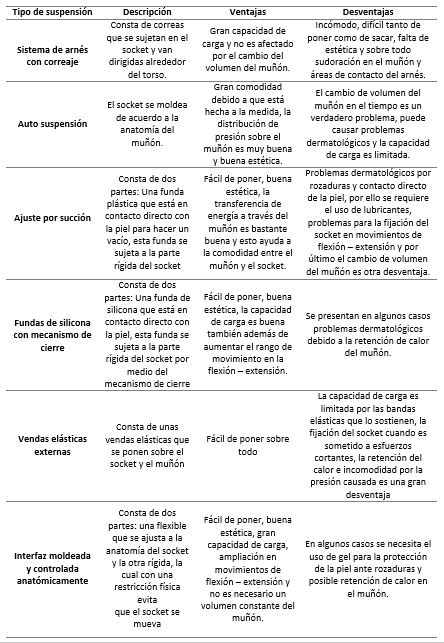 Tipo de suspensión
Descripción
Ventajas
Desventajas
Sistema de arnés
con correaje
Consta de correas
que se sujetan en el
socket y van
dirigidas alrededor
del torso.
Gran capacidad de
carga y no es afectado
por el cambio del
volumen del muñón.
Incómodo, difícil tanto de
poner como de sacar, falta de
estética y sobre todo
sudoración en el muñón y
áreas de contacto del arnés.
Auto suspensión
El socket se moldea
de acuerdo a la
anatomía del
muñón.
Gran comodidad
debido a que está
hecha a la medida, la
distribución de
presión sobre el
muñón es muy buena
y buena estética.
El cambio de volumen del
muñón en el tiempo es un
verdadero problema, puede
causar problemas
dermatológicos y la capacidad
de carga es limitada.
Ajuste por succión
Consta de dos
partes: Una funda
plástica que está en
contacto directo con
la piel para hacer un
vacío, esta funda se
sujeta a la parte
rígida del socket
Fácil de poner, buena
estética, la
transferencia de
energía a través del
muñón es bastante
buena y esto ayuda a
la comodidad entre el
muñón y el socket.
Problemas dermatológicos por
rozaduras y contacto directo
de la piel, por ello se requiere
el uso de lubricantes,
problemas para la fijación del
socket en movimientos de
flexión – extensión y por
último el cambio de volumen
del muñón es otra desventaja.
Fundas de silicona
con mecanismo de
cierre
Consta de dos
partes: Una funda de
silicona que está en
contacto directo con
la piel, esta funda se
sujeta a la parte
rígida del socket por
medio del
mecanismo de cierre
Fácil de poner, buena
estética, la capacidad
de carga es buena
también además de
aumentar el rango de
movimiento en la
flexión – extensión.
Se presentan en algunos casos
problemas dermatológicos
debido a la retención de calor
del muñón.
Vendas elásticas
externas
Consta de unas
vendas elásticas que
se ponen sobre el
socket y el muñón
Fácil de poner sobre
todo
La capacidad de carga es
limitada por las bandas
elásticas que lo sostienen, la
fijación del socket cuando es
sometido a esfuerzos
cortantes, la retención del
calor e incomodidad por la
presión causada es una gran
desventaja
Interfaz moldeada
y controlada
anatómicamente
Consta de dos
partes: una flexible
que se ajusta a la
anatomía del socket
y la otra rígida, la
cual con una
restricción física
evita
que el socket se
mueva
Fácil de poner, buena
estética, gran
capacidad de carga,
ampliación en
movimientos de
flexión – extensión y
no es necesario un
volumen constante del
muñón.
En algunos casos se necesita el
uso de gel para la protección
de la piel ante rozaduras y
posible retención de calor en
el muñón.